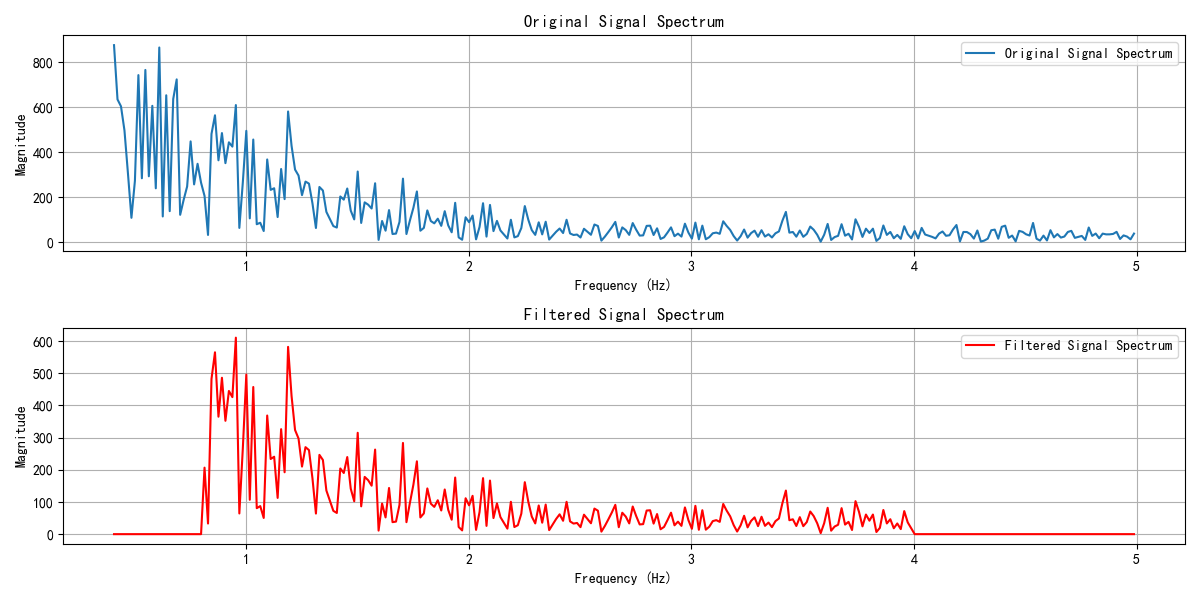 Original Signal Spectrum
Original Signal Spectrum
Magnitude
800
600
400
200
0
1
2
3
4
5
Frequency (Hz)
Filtered Signal Spectrum
Filtered Signal Spectrum
Magnitude
600
500
400
300
200
100
0
1
2
3
4
5
Frequency (Hz)